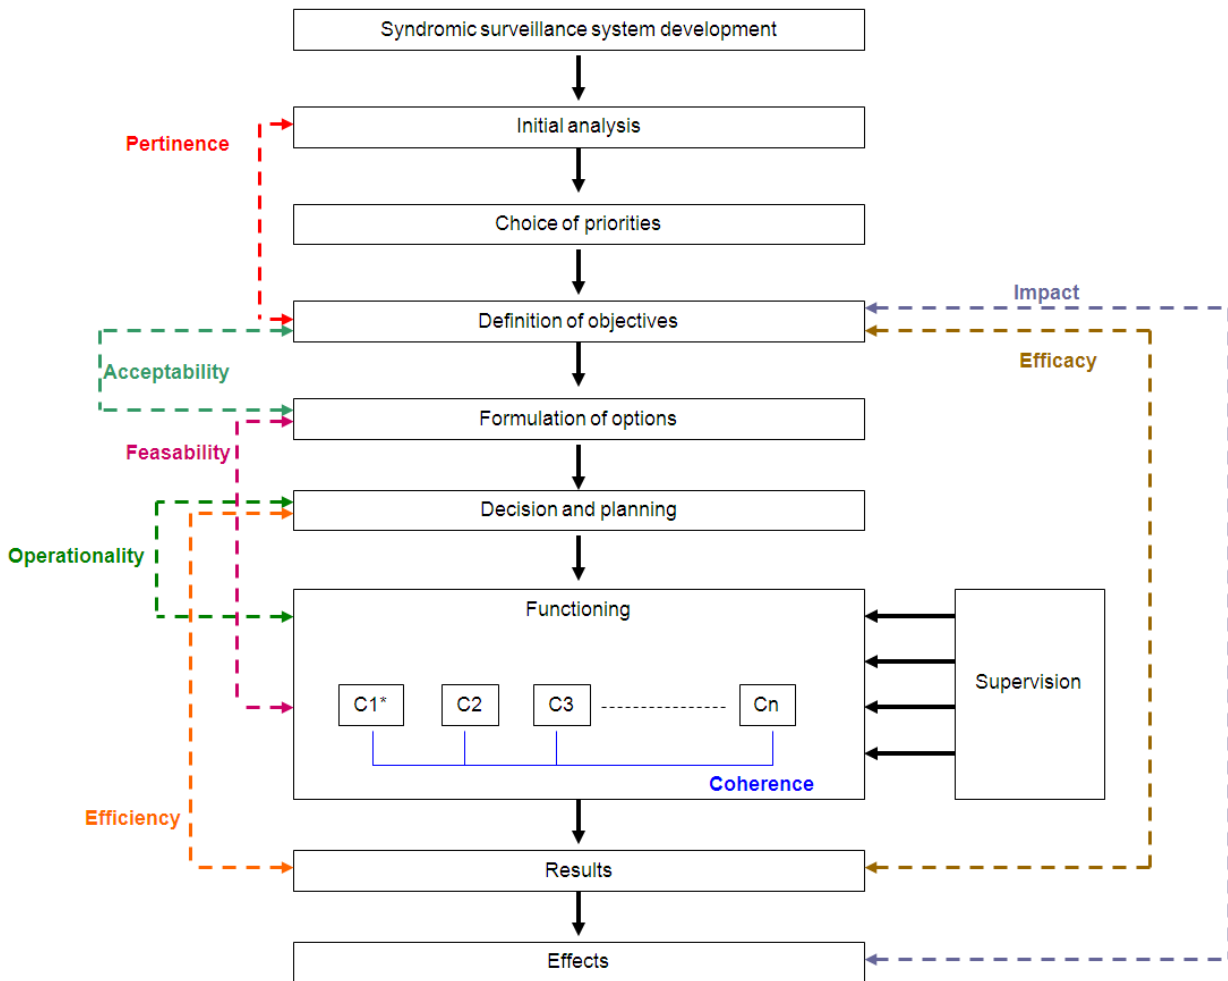 Syndromic surveillance system development
Initial analysis
Pertinence
Choice of priorities
Impact
Definition of objectives
Efficacy
Acceptability
Formulation of options
Feasability
Decision and planning
Operationality
Functioning
Supervision
C1* C2 C3 Cn
Coherence
Efficiency
Results
Effects